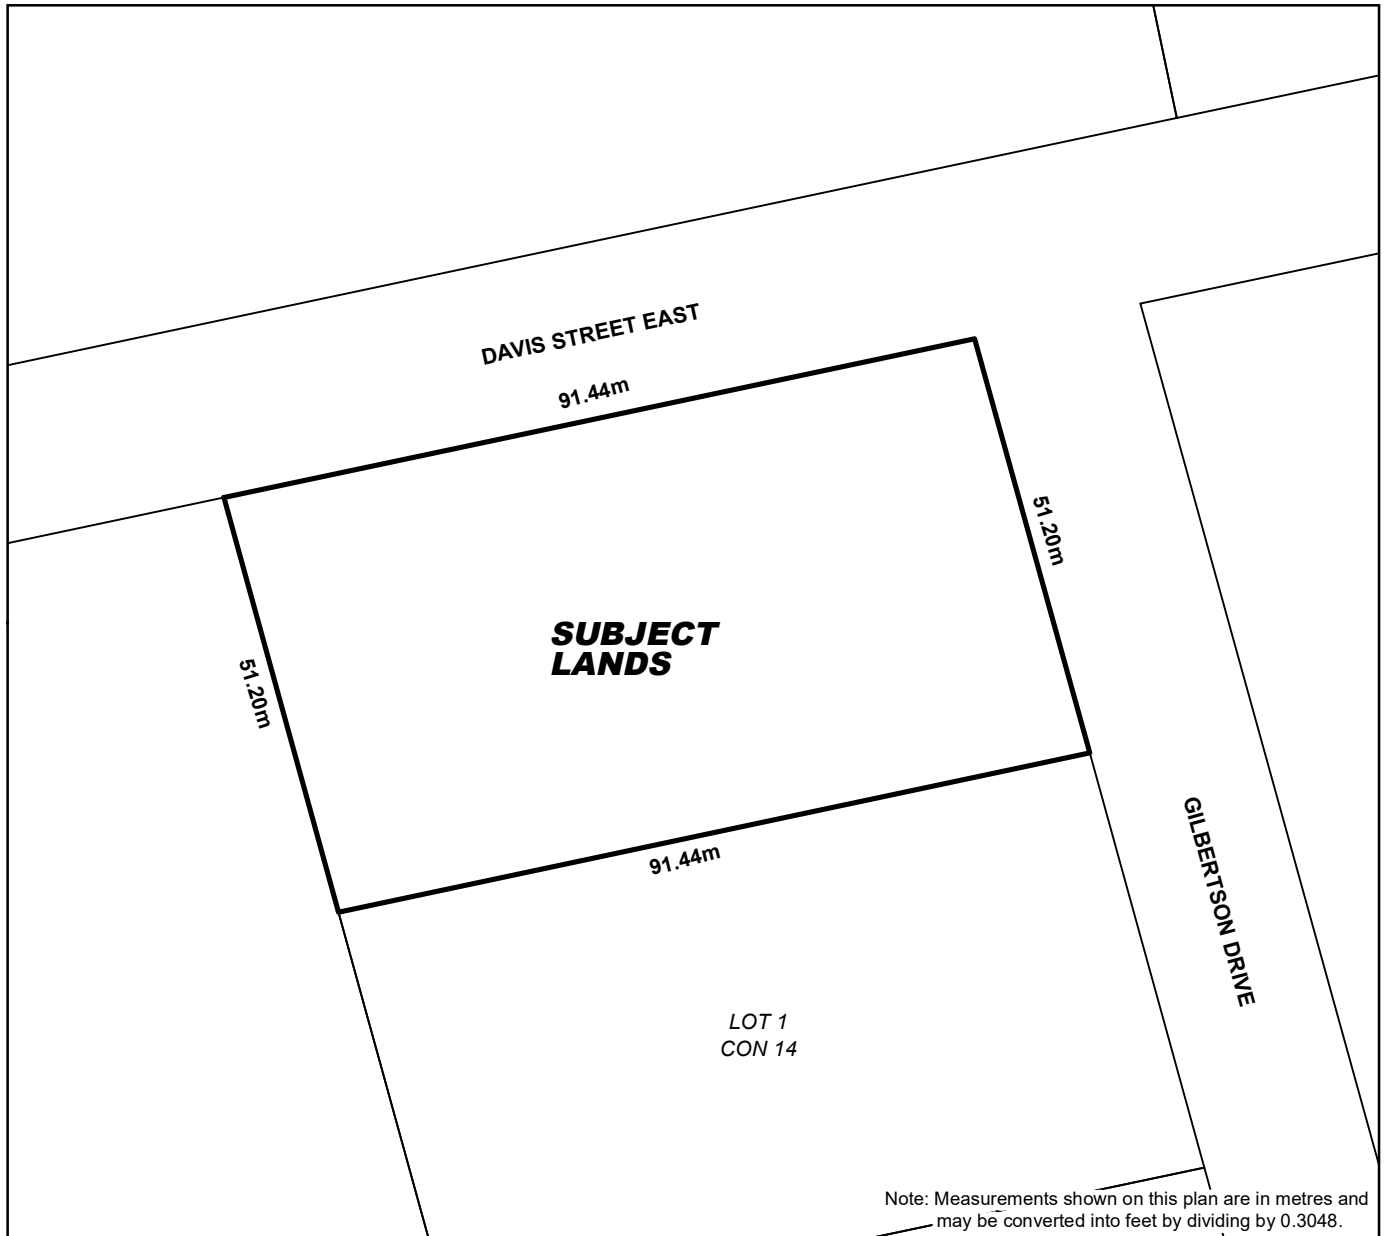 DAVIS STREET EAST
91.44m
51.20m
SUBJECT
LANDS
51.20m
91.44m
GILBERTSON DRIVE
LOT 1
CON 14
Note: Measurements shown on this plan are in metres and
may be converted into feet by dividing by 0.3048.